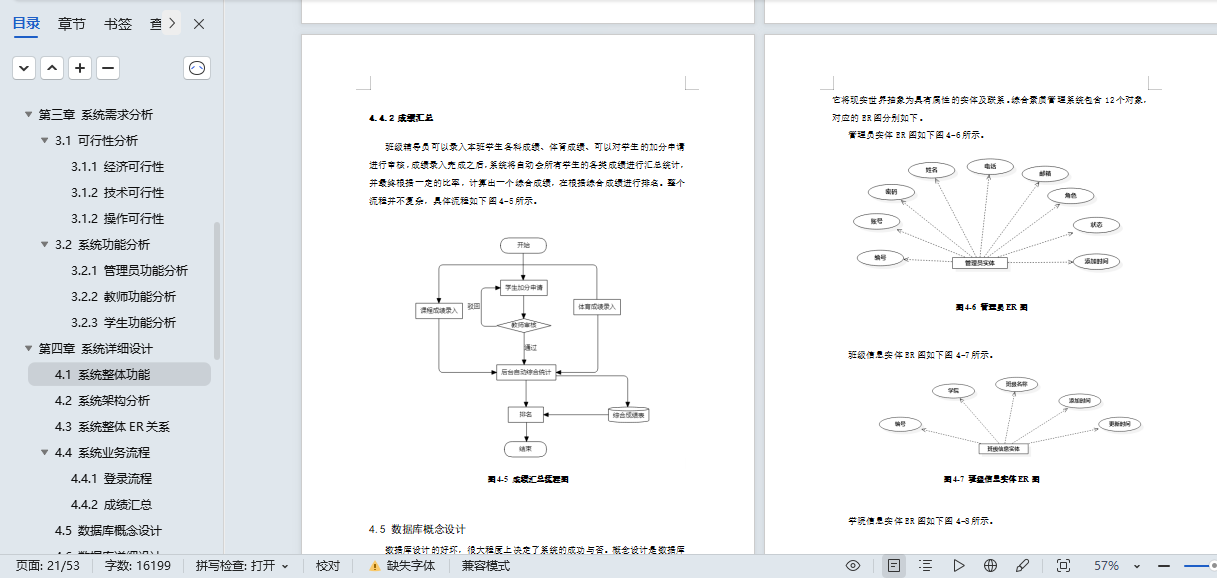 目录 章节 书签 查
第三章 系统需求分析
3.1 可行性分析
3.1.1 经济可行性
3.1.2 技术可行性
3.1.2 操作可行性
3.2 系统功能分析
3.2.1 管理员功能分析
3.2.2 教师功能分析
3.2.3 学生功能分析
第四章 系统详细设计
4.1 系统整体功能
4.2 系统架构分析
4.3 系统整体 ER 关系
4.4 系统业务流程
4.4.1 登录流程
4.4.2 成绩汇总
4.5 数据库概念设计
4.6 数据库详细设计
4.4.2 成绩汇总
班级辅导员可以录入本班学生各科成绩、体育成绩、可以对学生的加分申请
进行审核,成绩录入完成之后,系统将自动会所有学生的各类成绩进行汇总统计,
并最终根据一定的比率,计算出一个综合成绩,在根据综合成绩进行排名。整个
流程并不复杂,具体流程如下图 4-5 所示。
开始
学生加分申请
课程成绩录入
驳回
体育成绩录入
教师审核
通过
后台自动综合统计
排名
综合成绩表
结束
图 4-5 成绩汇总流程图
4.5 数据库概念设计
数据库设计的好坏,很大程度上决定了系统的成功与否。概念设计是数据库
它将现实世界抽象为具有属性的实体及联系。综合素质管理系统包含 12 个对象,
对应的 ER 图分别如下。
管理员实体 ER 图如下图 4-6 所示。
电话
姓名
邮箱
密码
角色
账号
状态
编号
管理员实体
添加时间
图 4-6 管理员 ER 图
班级信息实体 ER 图如下图 4-7 所示。
班级名称
学院
添加时间
编号
更新时间
班级信息实体
图 4-7 班级信息实体 ER 图
学院信息实体 ER 图如下图 4-8 所示。
页面: 21/53 字数: 16199 拼写检查: 打开 校对 缺失字体 兼容模式 57%